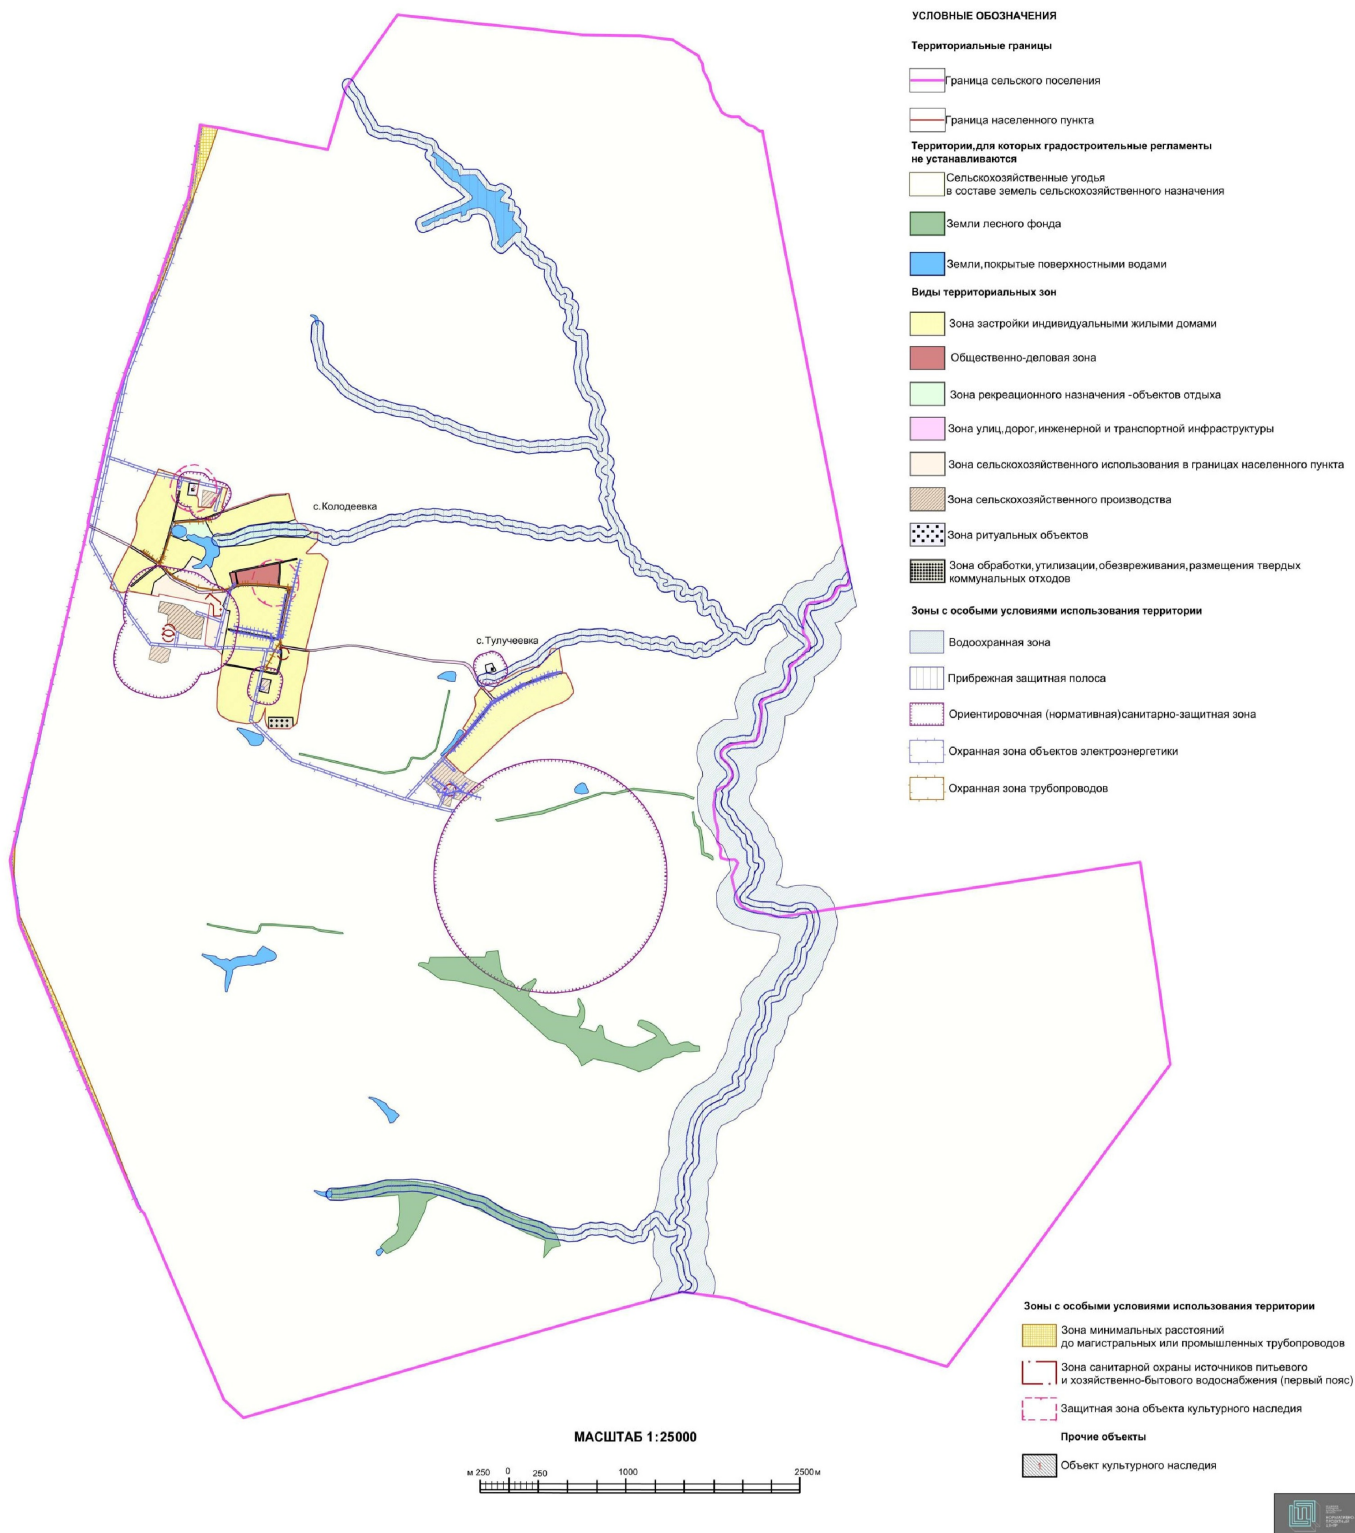 УСЛОВНЫЕ ОБОЗНАЧЕНИЯ
Территориальные границы
Граница сельского поселения
Граница населенного пункта
Территории,для которых градостроительные регламенты
не устанавливаются
Сельскохозяйственные угодья
в составе земель сельскохозяйственного назначения
Земли лесного фонда
Земли,покрытые поверхностными водами
Виды территориальных зон
Зона застройки индивидуальными жилыми домами
Общественно-деловая зона
Зона рекреационного назначения -объектов отдыха
Зона улиц,дорог,инженерной и транспортной инфраструктуры
Зона сельскохозяйственного использования в границах населенного пункта
Зона сельскохозяйственного производства
Зона ритуальных объектов
Зона обработки,утилизации,обезвреживания,размещения твердых
коммунальных отходов
Зоны с особыми условиями использования территории
Водоохранная зона
Прибрежная защитная полоса
Ориентировочная (нормативная)санитарно-защитная зона
Охранная зона объектов электроэнергетики
Охранная зона трубопроводов
с.Колодеевка
с.Тулучеевка
Зоны с особыми условиями использования территории
Зона минимальных расстояний
до магистральных или промышленных трубопроводов
Зона санитарной охраны источников питьевого
и хозяйственно-бытового водоснабжения (первый пояс)
Защитная зона объекта культурного наследия
Прочие объекты
1
Объект культурного наследия
МАСШТАБ 1:25000
м 250 0 250 1000 2500м